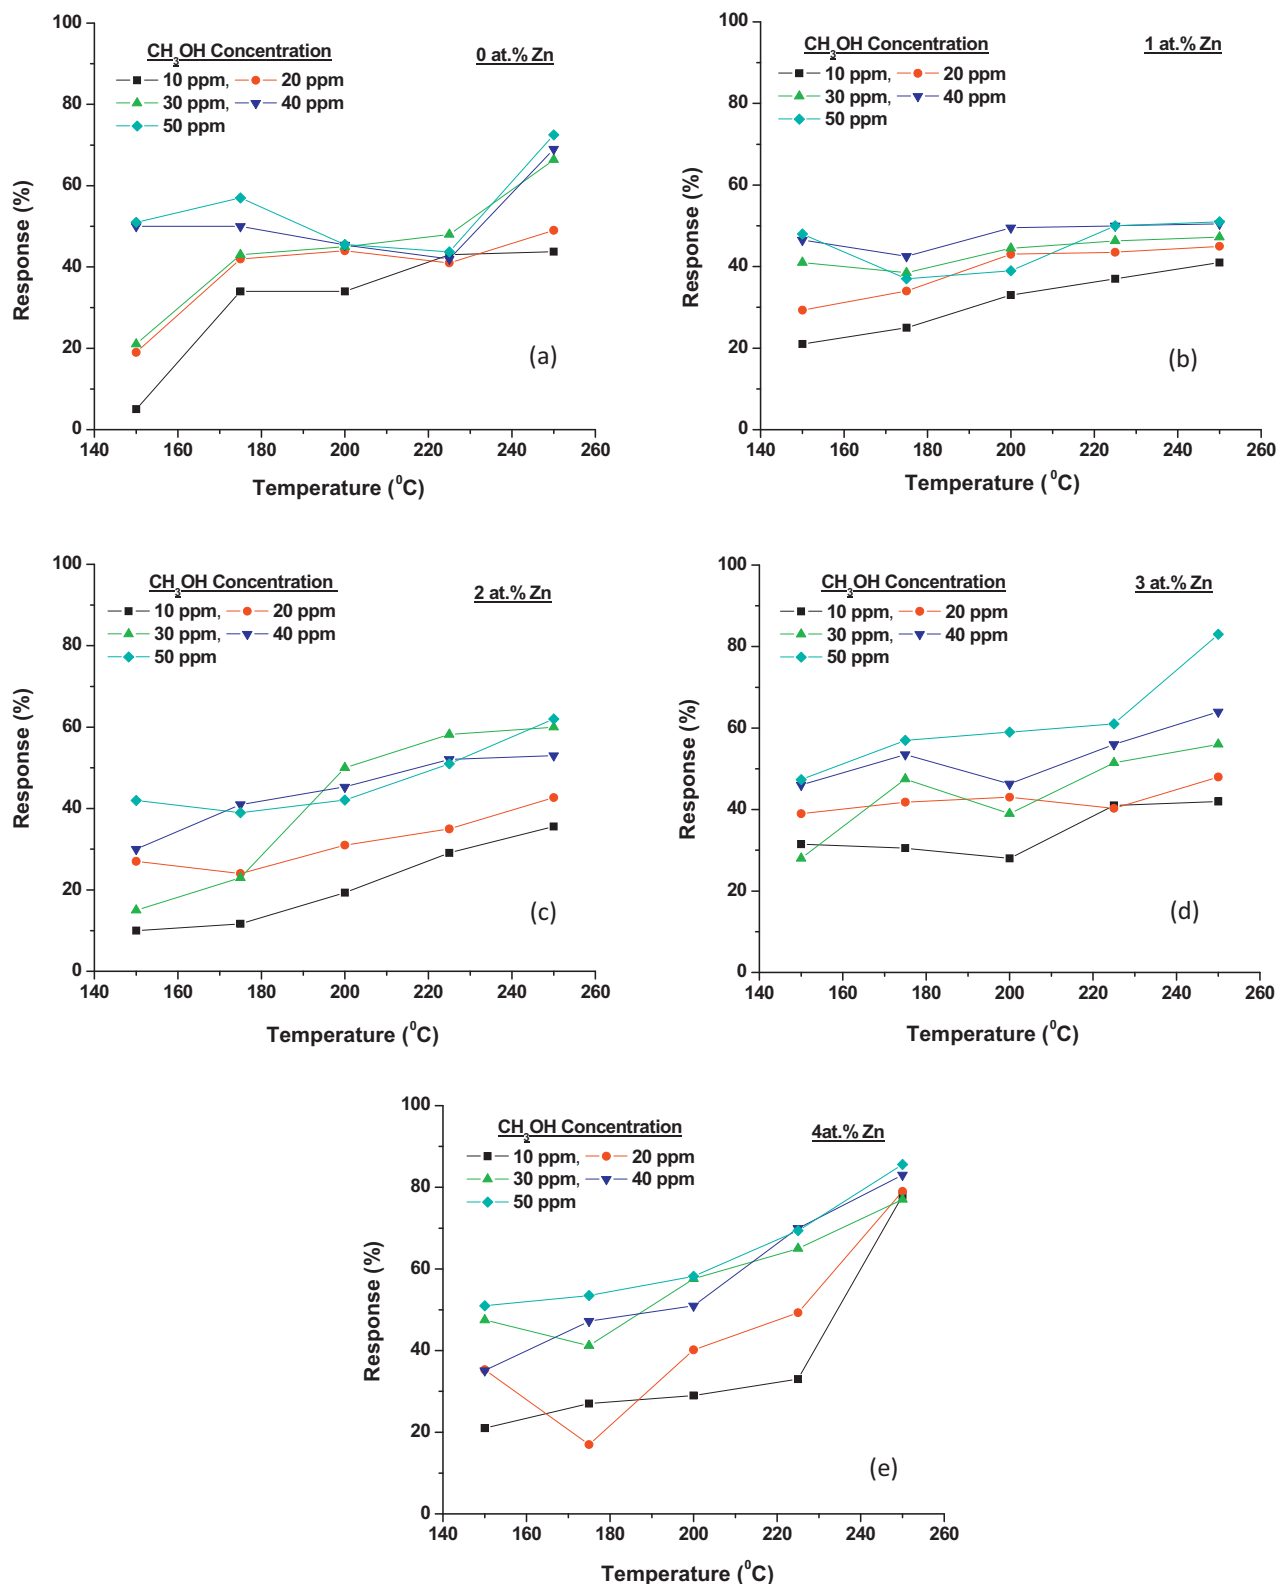 CH3OH Concentration
0 at.% Zn
10 ppm, 20 ppm
30 ppm, 40 ppm
50 ppm
100
80
60
40
20
0
Response (%)
(a)
140 160 180 200 220 240 260
Temperature (0C)
CH3OH Concentration
1 at.% Zn
10 ppm, 20 ppm
30 ppm, 40 ppm
50 ppm
100
80
60
40
20
0
Response (%)
(b)
140 160 180 200 220 240 260
Temperature (0C)
CH3OH Concentration
2 at.% Zn
10 ppm, 20 ppm
30 ppm, 40 ppm
50 ppm
100
80
60
40
20
0
Response (%)
(c)
140 160 180 200 220 240 260
Temperature (0C)
CH3OH Concentration
3 at.% Zn
10 ppm, 20 ppm
30 ppm, 40 ppm
50 ppm
100
80
60
40
20
0
Response (%)
(d)
140 160 180 200 220 240 260
Temperature (0C)
CH3OH Concentration
4at.% Zn
10 ppm, 20 ppm
30 ppm, 40 ppm
50 ppm
100
80
60
40
20
0
Response (%)
(e)
140 160 180 200 220 240 260
Temperature (0C)